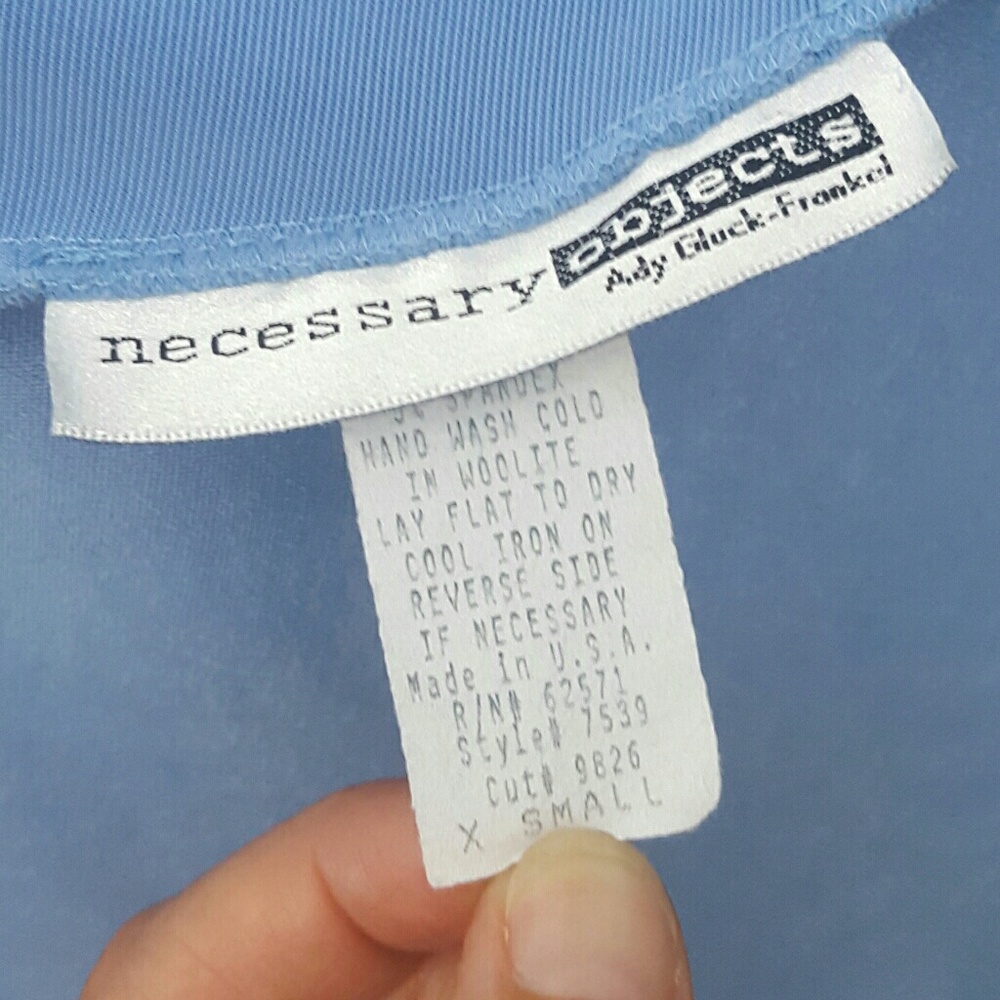 necessary objects
Ady Gluck-Frankel
SPANDEX
HAND WASH COLD
IN WOOLITE
LAY FLAT TO DRY
COOL IRON ON
REVERSE SIDE
IF NECESSARY
Made in U.S.A.
R/N# 62571
Style# 7539
Cut# 9826
X SMALL